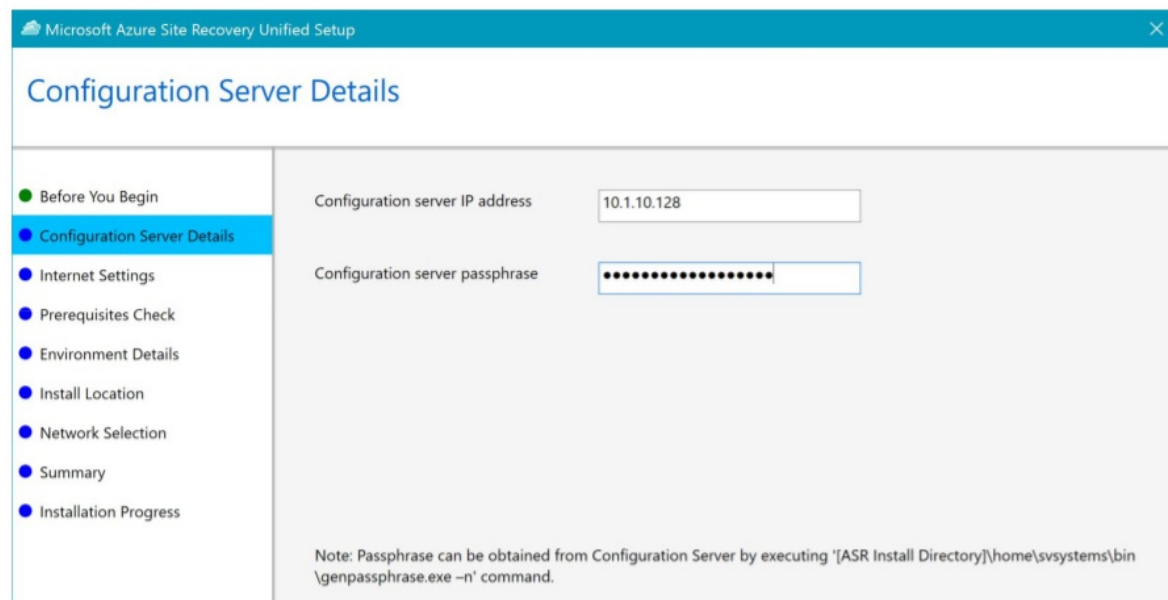 Microsoft Azure Site Recovery Unified Setup
Configuration Server Details
Before You Begin
Configuration Server Details
Internet Settings
Prerequisites Check
Environment Details
Install Location
Network Selection
Summary
Installation Progress
Configuration server IP address 10.1.10.128
Configuration server passphrase ••••••••••••••••••
Note: Passphrase can be obtained from Configuration Server by executing '[ASR Install Directory]\home\svsystems\bin
\genpassphrase.exe –n' command.